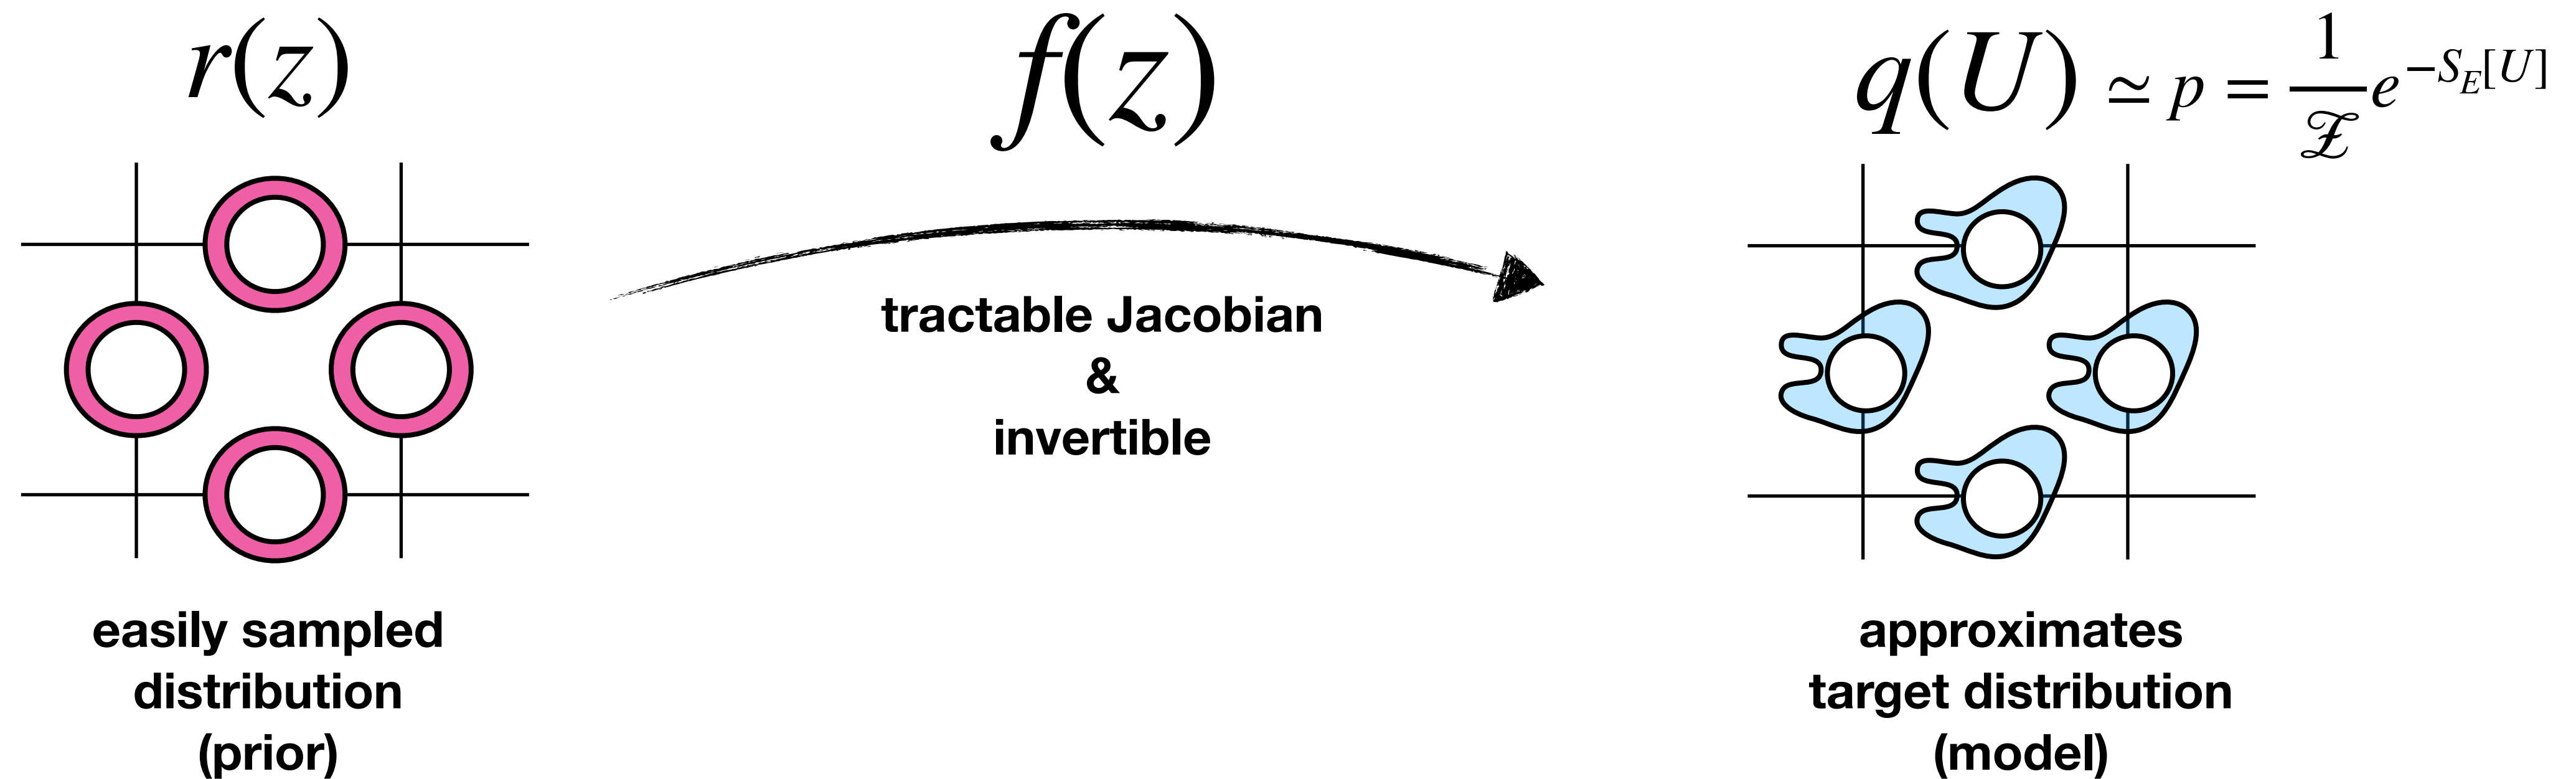 r(z)
f(z)
q(U) ≃ p = 1/𝒵 e^{−S_E[U]}
tractable Jacobian
&
invertible
easily sampled
distribution
(prior)
approximates
target distribution
(model)